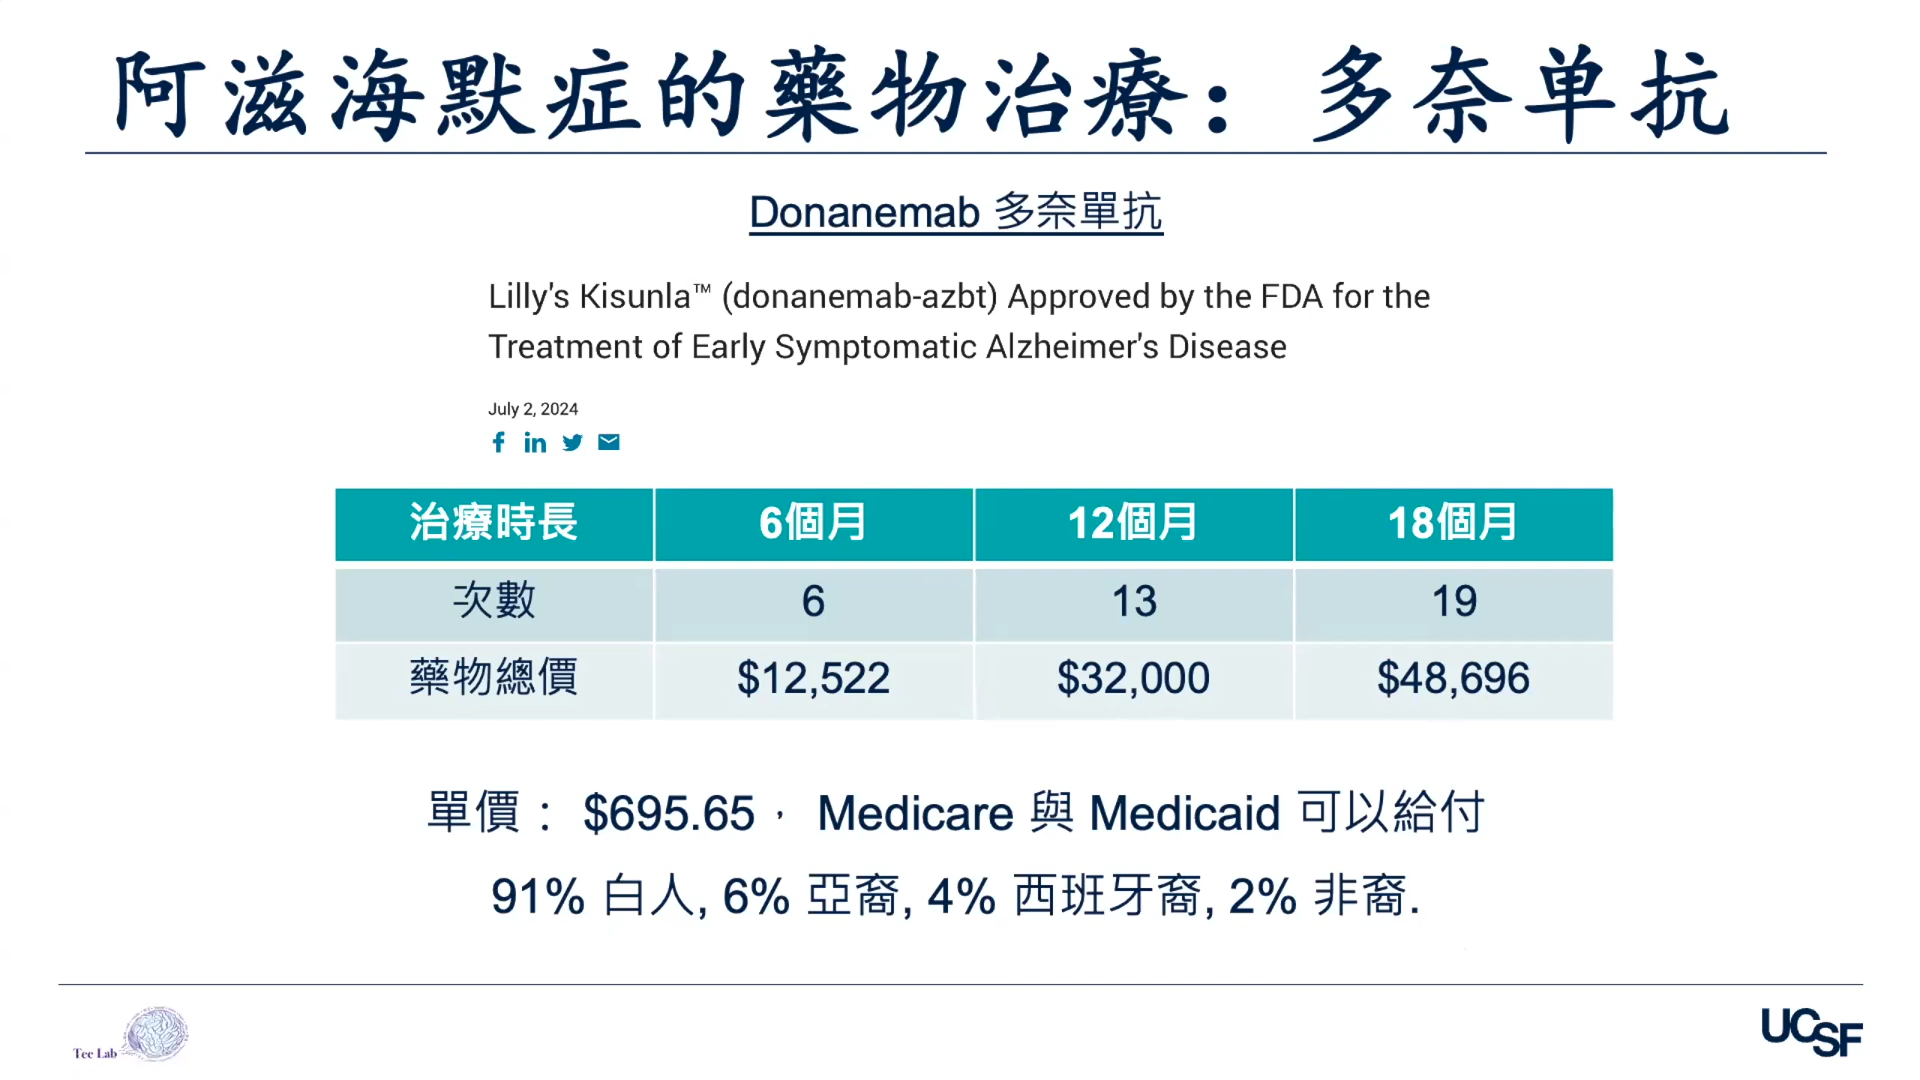 阿滋海默症的藥物治療：多奈单抗
Donanemab 多奈單抗
Lilly's Kisunla™ (donanemab-azbt) Approved by the FDA for the
Treatment of Early Symptomatic Alzheimer's Disease
July 2, 2024
治療時長 6個月 12個月 18個月
次數 6 13 19
藥物總價 $12,522 $32,000 $48,696
單價： $695.65， Medicare 與 Medicaid 可以給付
91% 白人, 6% 亞裔, 4% 西班牙裔, 2% 非裔.
Tee Lab
UCSF